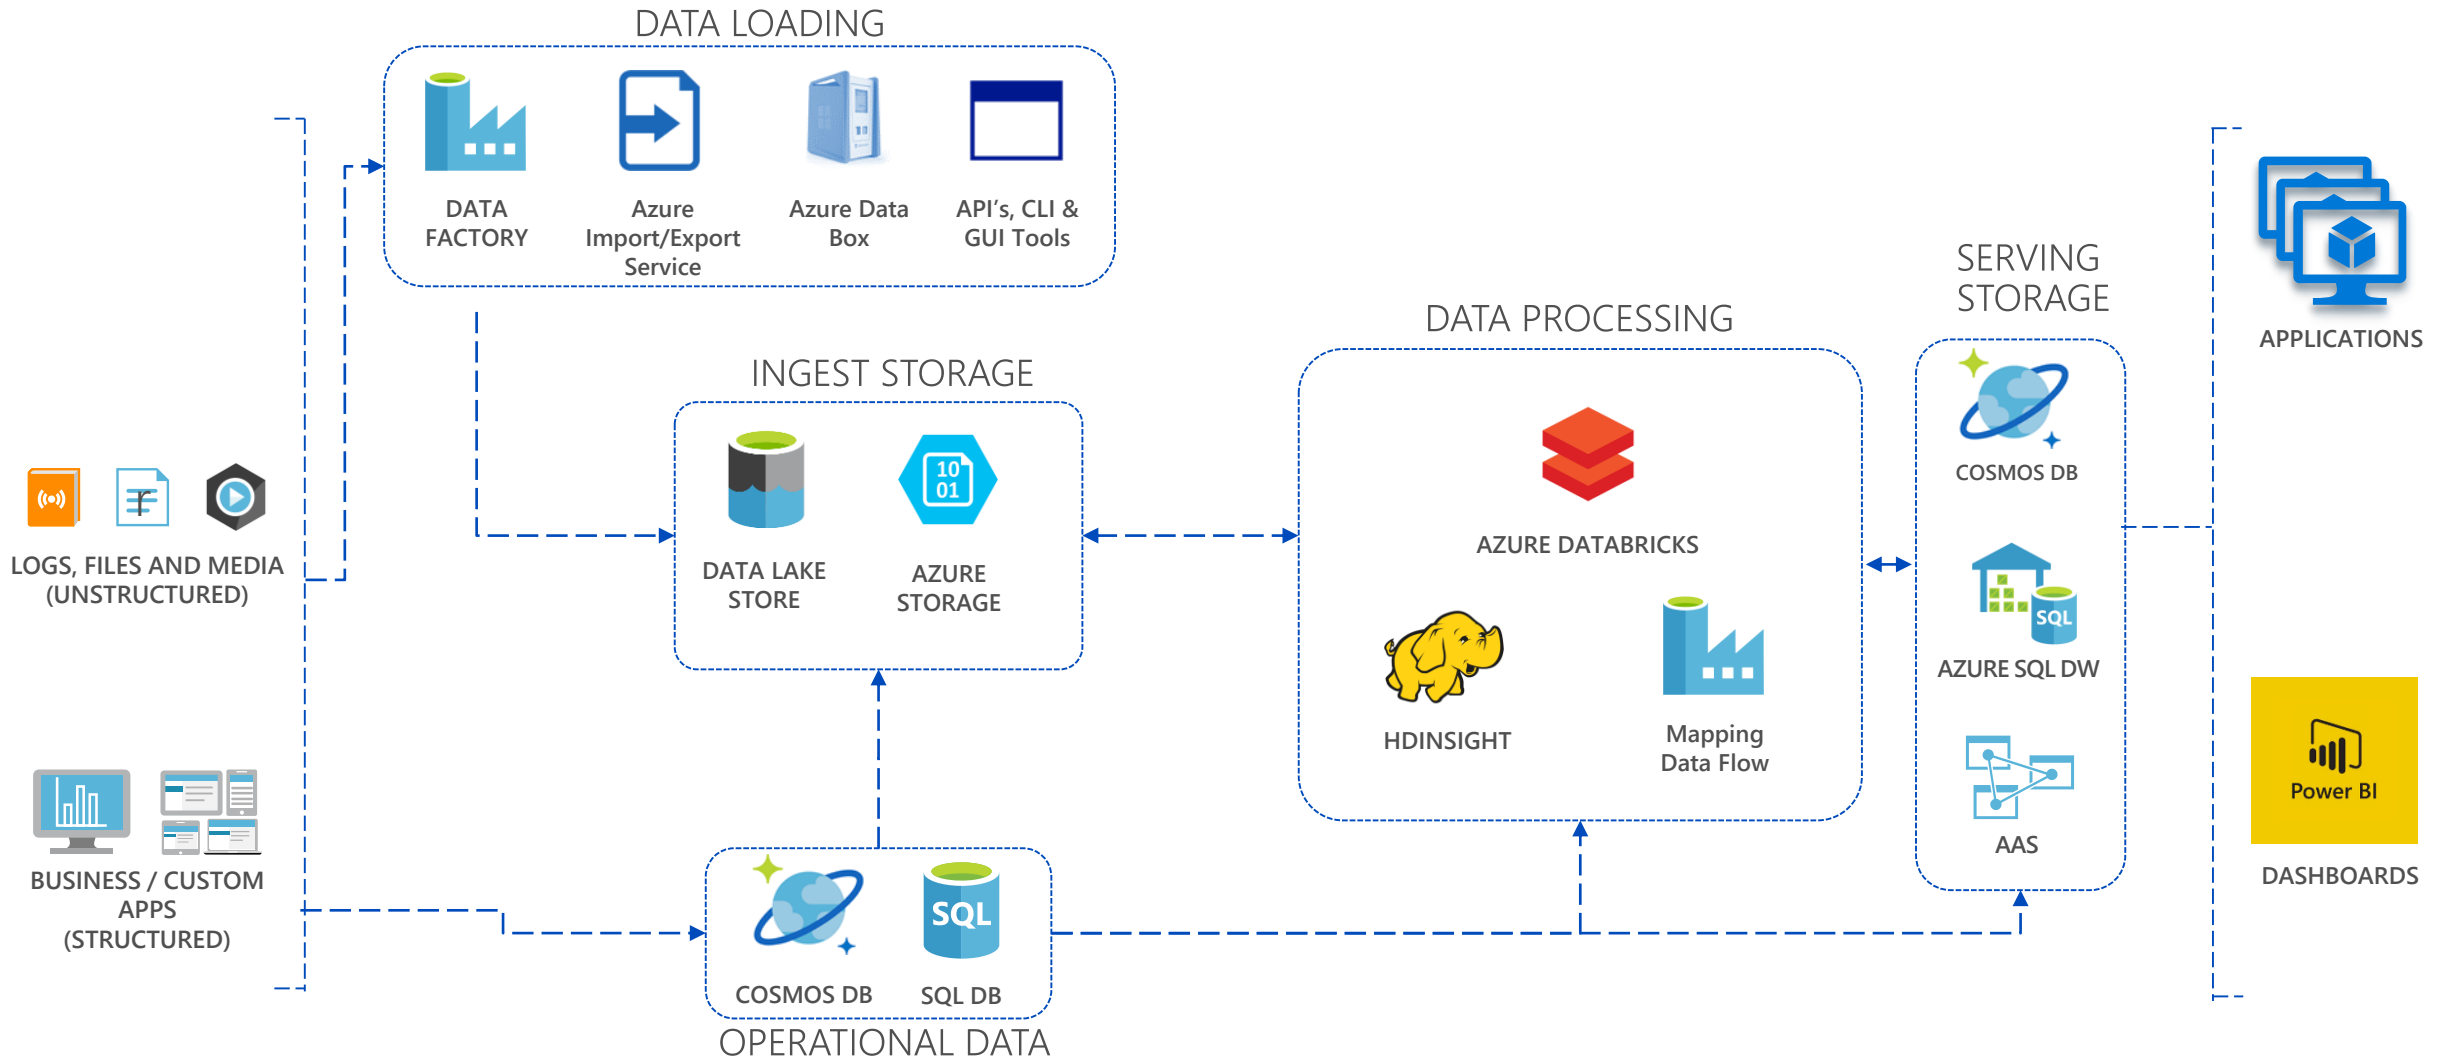 DATA LOADING
DATA
FACTORY
Azure
Import/Export
Service
Azure Data
Box
API's, CLI &
GUI Tools
LOGS, FILES AND MEDIA
(UNSTRUCTURED)
r
BUSINESS / CUSTOM
APPS
(STRUCTURED)
INGEST STORAGE
DATA LAKE
STORE
10
01
AZURE
STORAGE
COSMOS DB
SQL
SQL DB
OPERATIONAL DATA
DATA PROCESSING
AZURE DATABRICKS
HDINSIGHT
Mapping
Data Flow
SERVING
STORAGE
COSMOS DB
SQL
AZURE SQL DW
AAS
APPLICATIONS
Power BI
DASHBOARDS